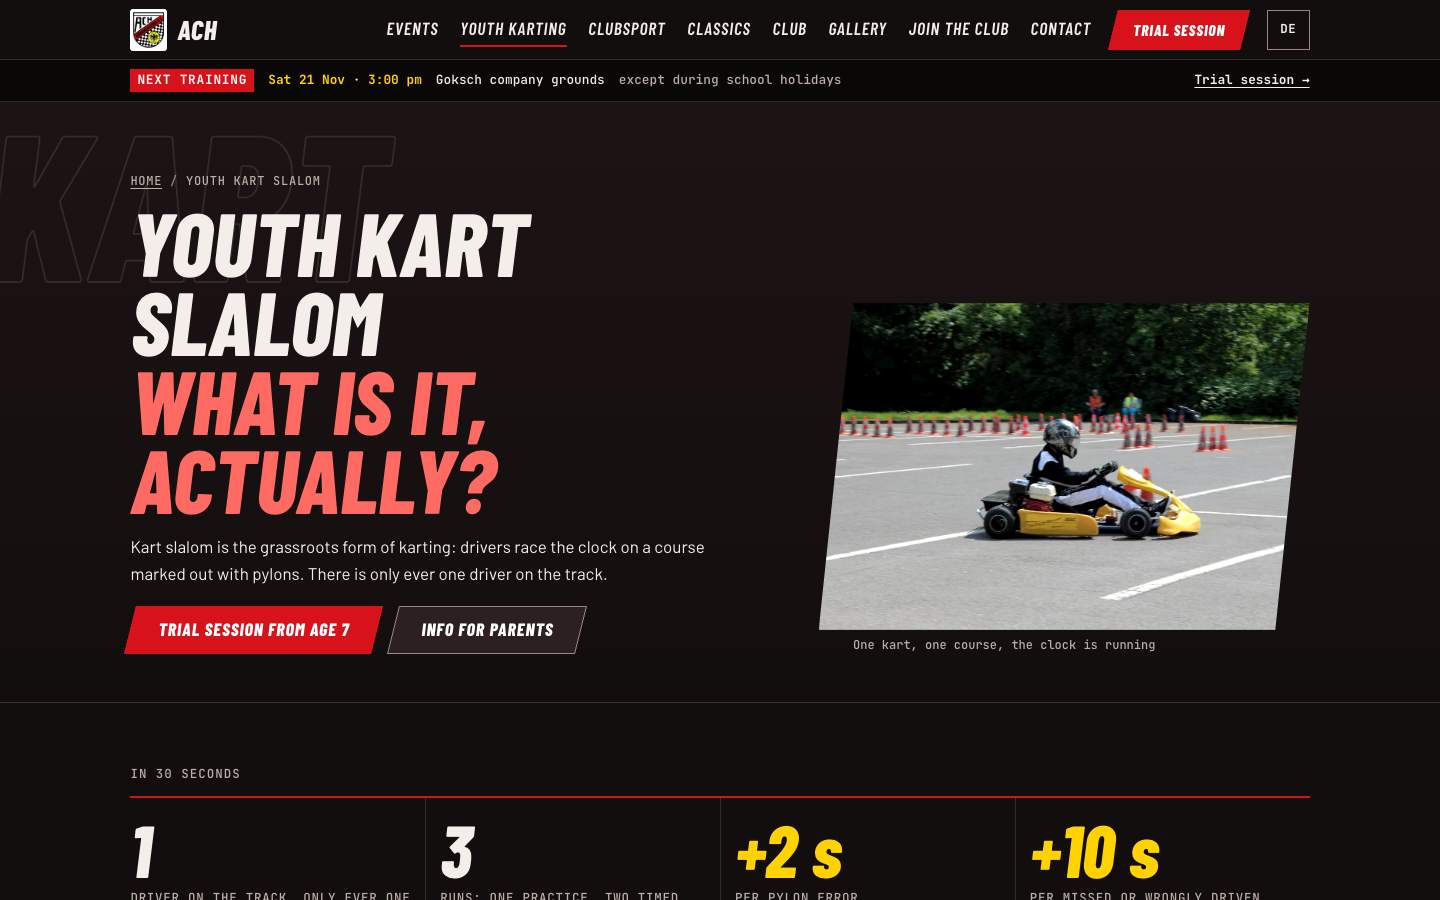 ACH
EVENTS
YOUTH KARTING
CLUBSPORT
CLASSICS
CLUB
GALLERY
JOIN THE CLUB
CONTACT
TRIAL SESSION
DE
NEXT TRAINING
Sat 21 Nov · 3:00 pm
Goksch company grounds
except during school holidays
Trial session →
KART
HOME / YOUTH KART SLALOM
YOUTH KART
SLALOM
WHAT IS IT,
ACTUALLY?
Kart slalom is the grassroots form of karting: drivers race the clock on a course
marked out with pylons. There is only ever one driver on the track.
TRIAL SESSION FROM AGE 7
INFO FOR PARENTS
One kart, one course, the clock is running
IN 30 SECONDS
1
DRIVER ON THE TRACK, ONLY EVER ONE
3
RUNS: ONE PRACTICE, TWO TIMED
+2 s
PER PYLON ERROR
+10 s
PER MISSED OR WRONGLY DRIVEN